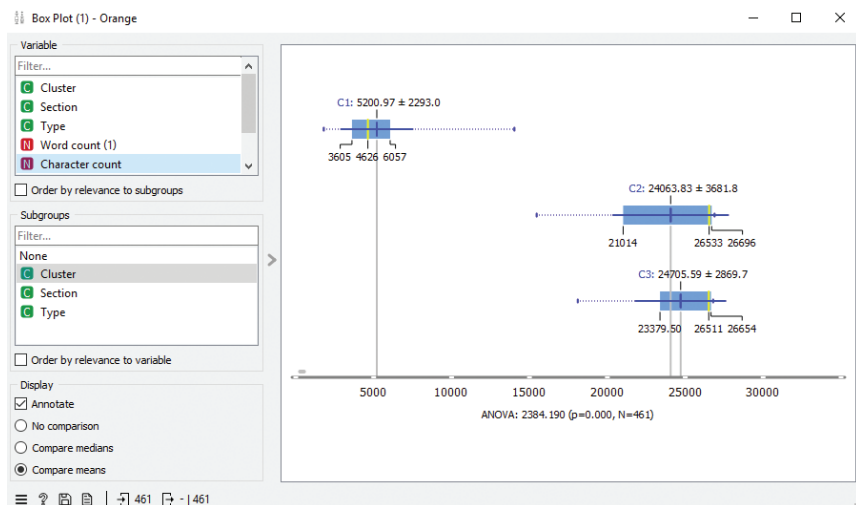 Box Plot (1) - Orange
Variable
Filter...
C Cluster
C Section
C Type
N Word count (1)
N Character count
Order by relevance to subgroups
Subgroups
Filter...
None
C Cluster
C Section
C Type
Order by relevance to variable
Display
Annotate
No comparison
Compare medians
Compare means
461 - | 461
C1: 5200.97 ± 2293.0
3605 4626 6057
C2: 24063.83 ± 3681.8
21014 26533 26696
C3: 24705.59 ± 2869.7
23379.50 26511 26654
5000 10000 15000 20000 25000 30000
ANOVA: 2384.190 (p=0.000, N=461)